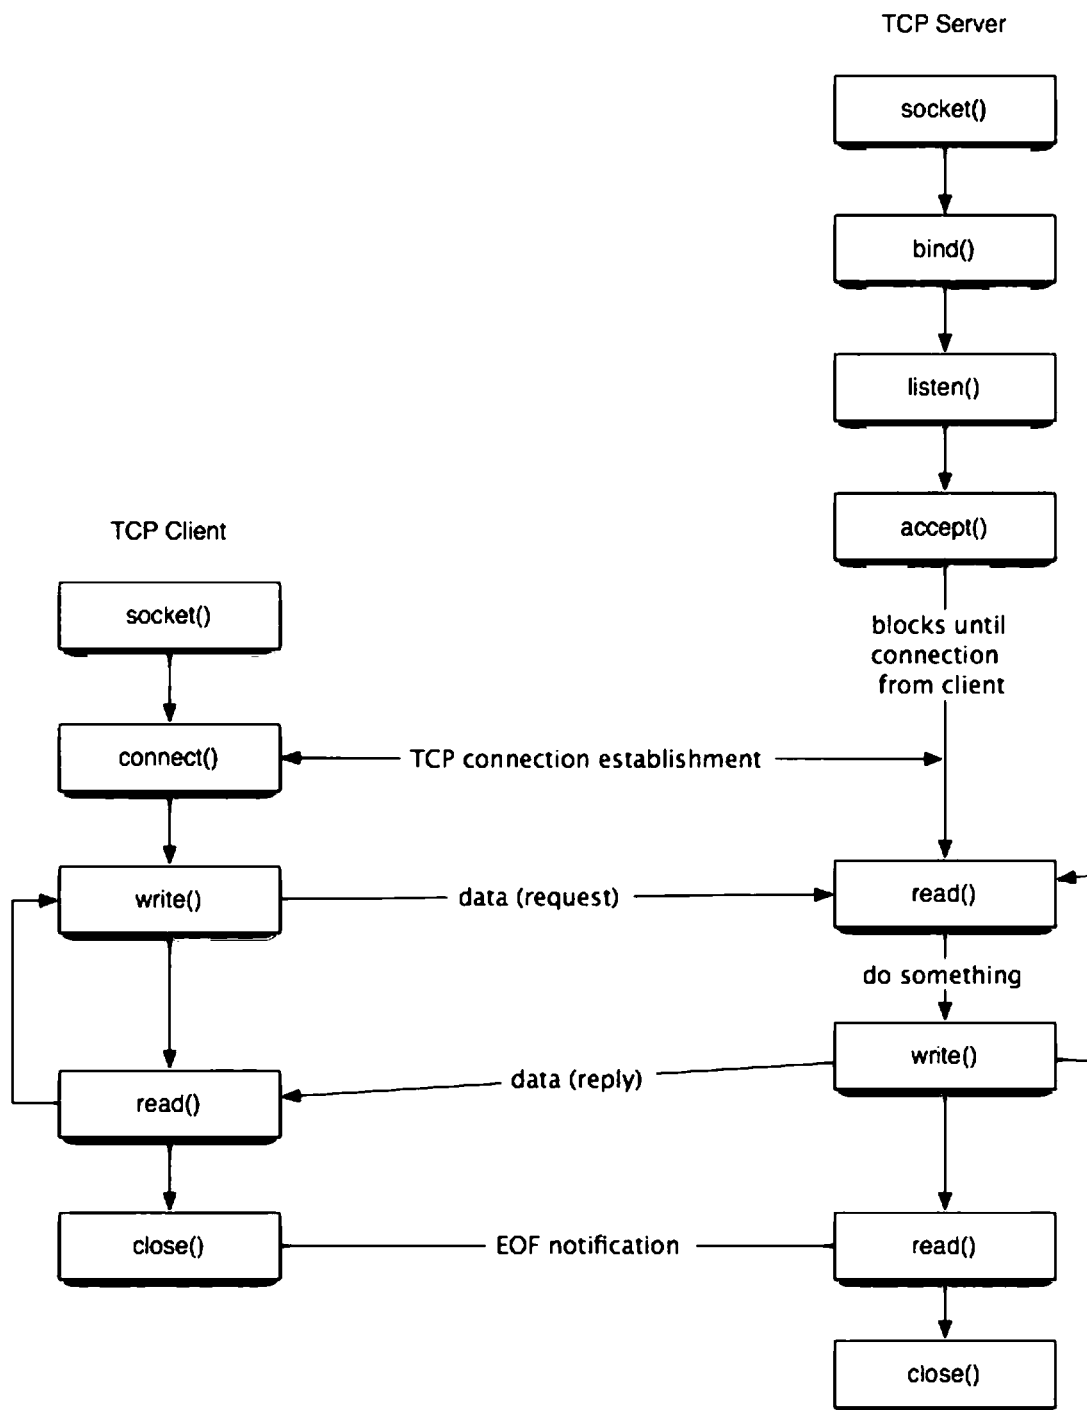 TCP Server
socket()
bind()
listen()
accept()
TCP Client
socket()
blocks until
connection
from client
connect()
TCP connection establishment
write()
data (request)
read()
do something
write()
data (reply)
read()
close()
EOF notification
read()
close()